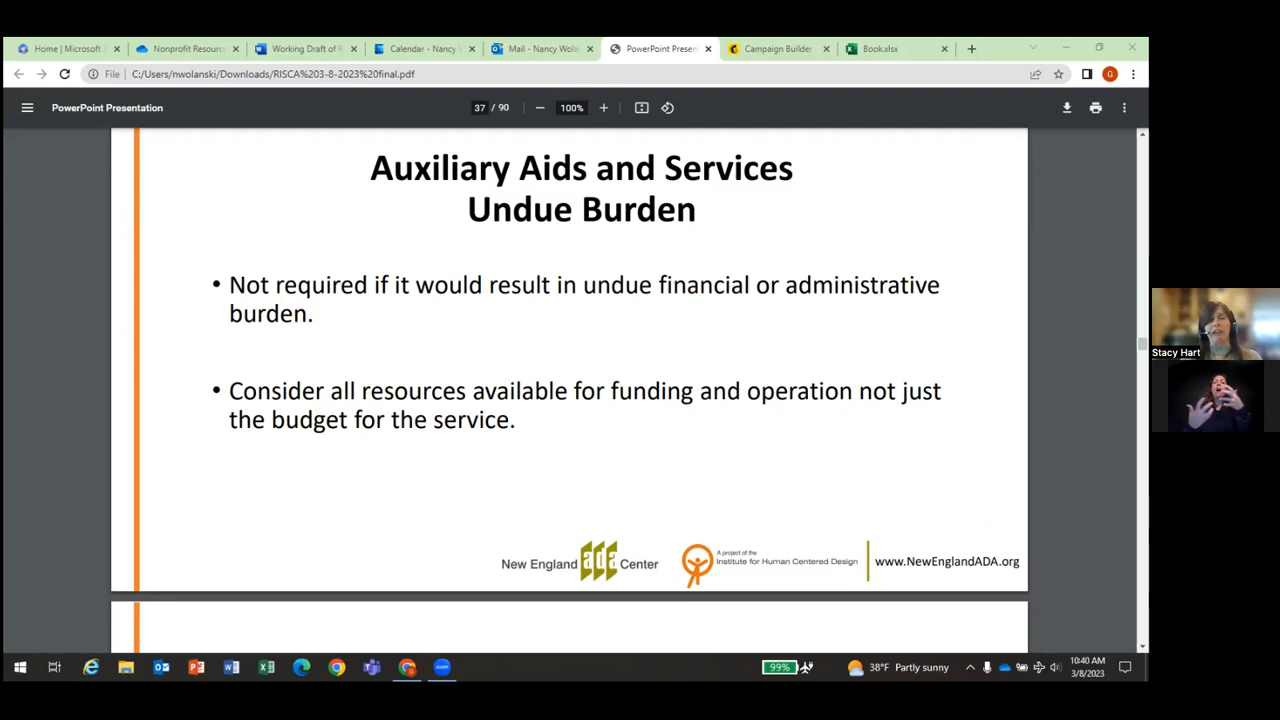 Home | Microsoft
Nonprofit Resourc
Working Draft of R
Calendar - Nancy
Mail - Nancy Wola
PowerPoint Presen
Campaign Builder
Book.xlsx
File
C:/Users/nwolanski/Downloads/RISCA%203-8-2023%20final.pdf
G
PowerPoint Presentation
37 / 90
100%
Auxiliary Aids and Services
Undue Burden
• Not required if it would result in undue financial or administrative
burden.
• Consider all resources available for funding and operation not just
the budget for the service.
New England ada Center
A project of the
Institute for Human Centered Design
www.NewEnglandADA.org
Stacy Hart
99%
38°F Partly sunny
10:40 AM
3/8/2023